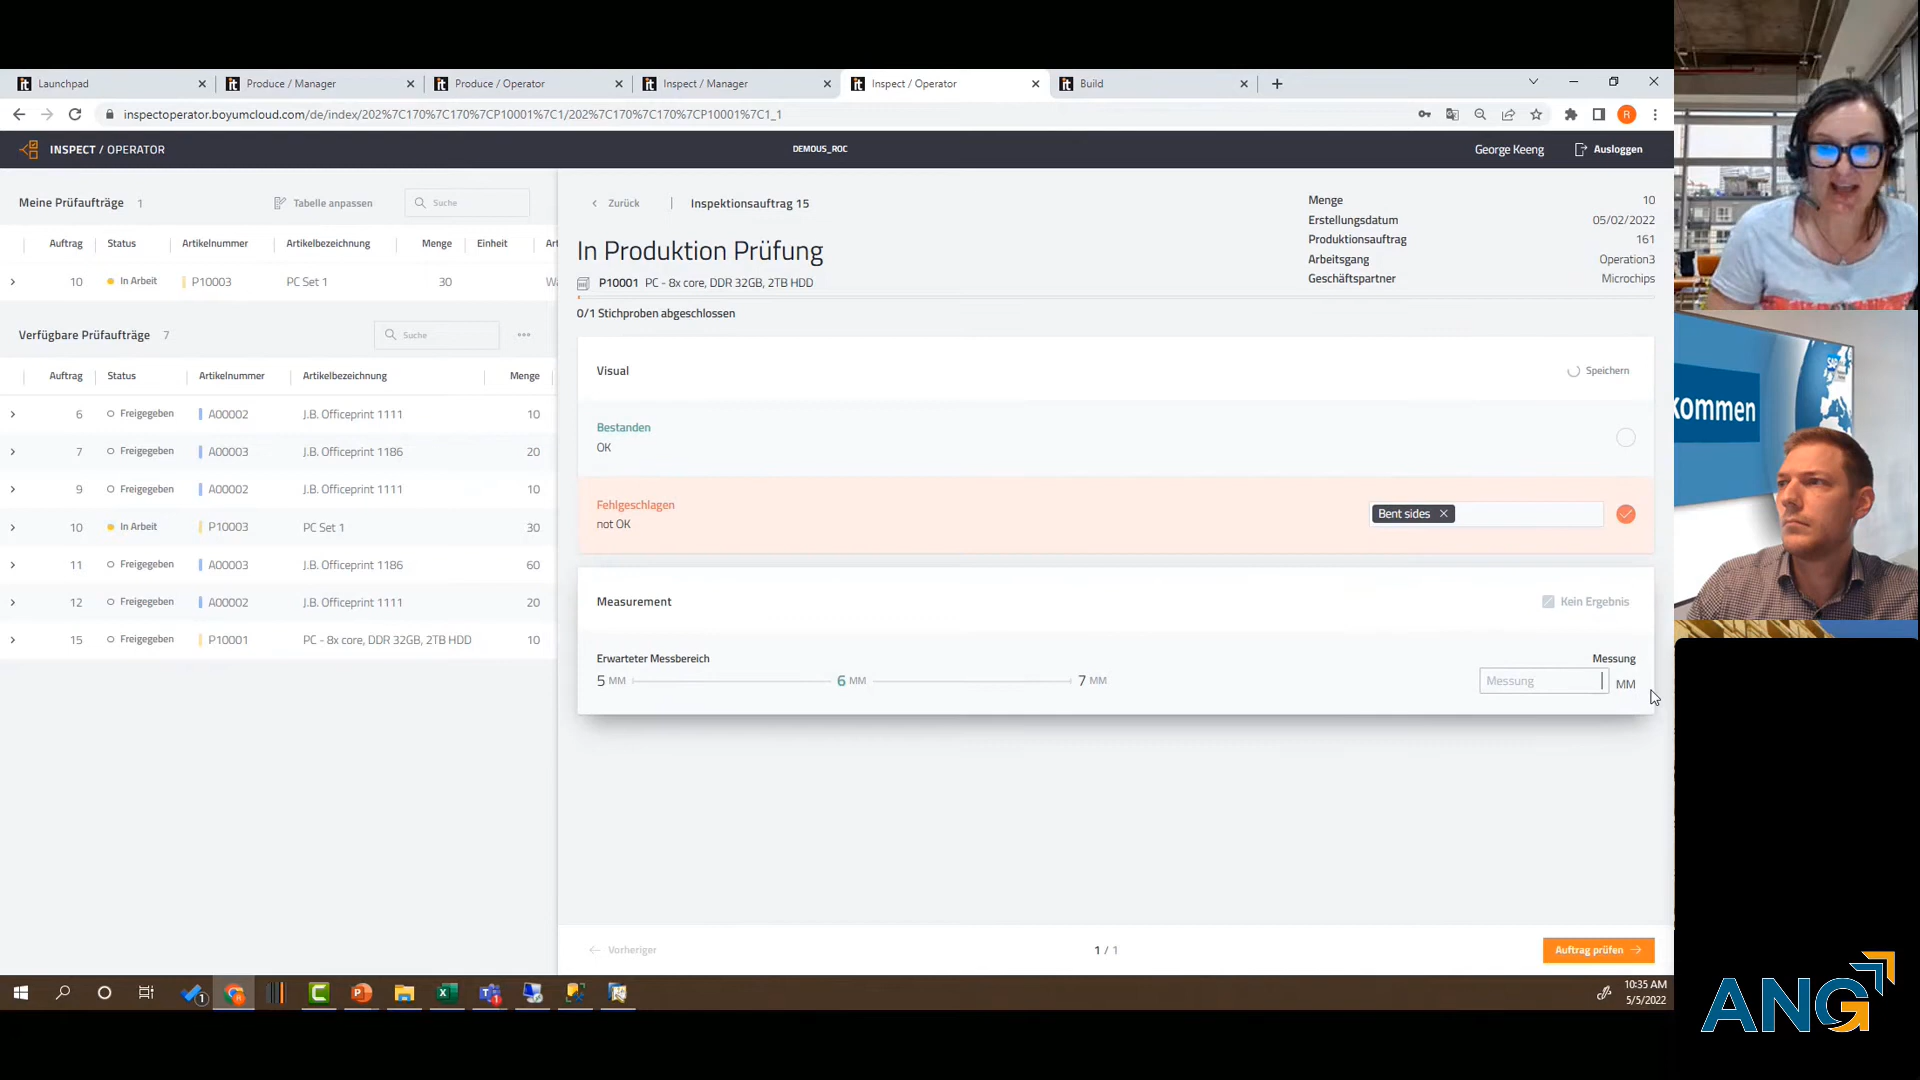 Launchpad
Produce / Manager
Produce / Operator
Inspect / Manager
Inspect / Operator
Build
inspectoperator.boyumcloud.com/de/index/202%7C170%7C170%7CP10001%7C1/202%7C170%7C170%7CP10001%7C1_1
R
INSPECT / OPERATOR
DEMOUS_ROC
George Keeng
Ausloggen
Meine Prüfaufträge 1
Tabelle anpassen
Suche
Auftrag Status Artikelnummer Artikelbezeichnung Menge Einheit Art
10 In Arbeit P10003 PC Set 1 30 Wa
Verfügbare Prüfaufträge 7
Suche
Auftrag Status Artikelnummer Artikelbezeichnung Menge
6 Freigegeben A00002 J.B. Officeprint 1111 10
7 Freigegeben A00003 J.B. Officeprint 1186 20
9 Freigegeben A00002 J.B. Officeprint 1111 10
10 In Arbeit P10003 PC Set 1 30
11 Freigegeben A00003 J.B. Officeprint 1186 60
12 Freigegeben A00002 J.B. Officeprint 1111 20
15 Freigegeben P10001 PC - 8x core, DDR 32GB, 2TB HDD 10
Zurück | Inspektionsauftrag 15
In Produktion Prüfung
P10001 PC - 8x core, DDR 32GB, 2TB HDD
0/1 Stichproben abgeschlossen
Menge 10
Erstellungsdatum 05/02/2022
Produktionsauftrag 161
Arbeitsgang Operation3
Geschäftspartner Microchips
Visual
Speichern
Bestanden
OK
Fehlgeschlagen
not OK
Bent sides
Measurement
Kein Ergebnis
Erwarteter Messbereich
5 MM 6 MM 7 MM
Messung
Messung MM
Vorheriger
1 / 1
Auftrag prüfen
10:35 AM
5/5/2022
kommen
SAP
ANG